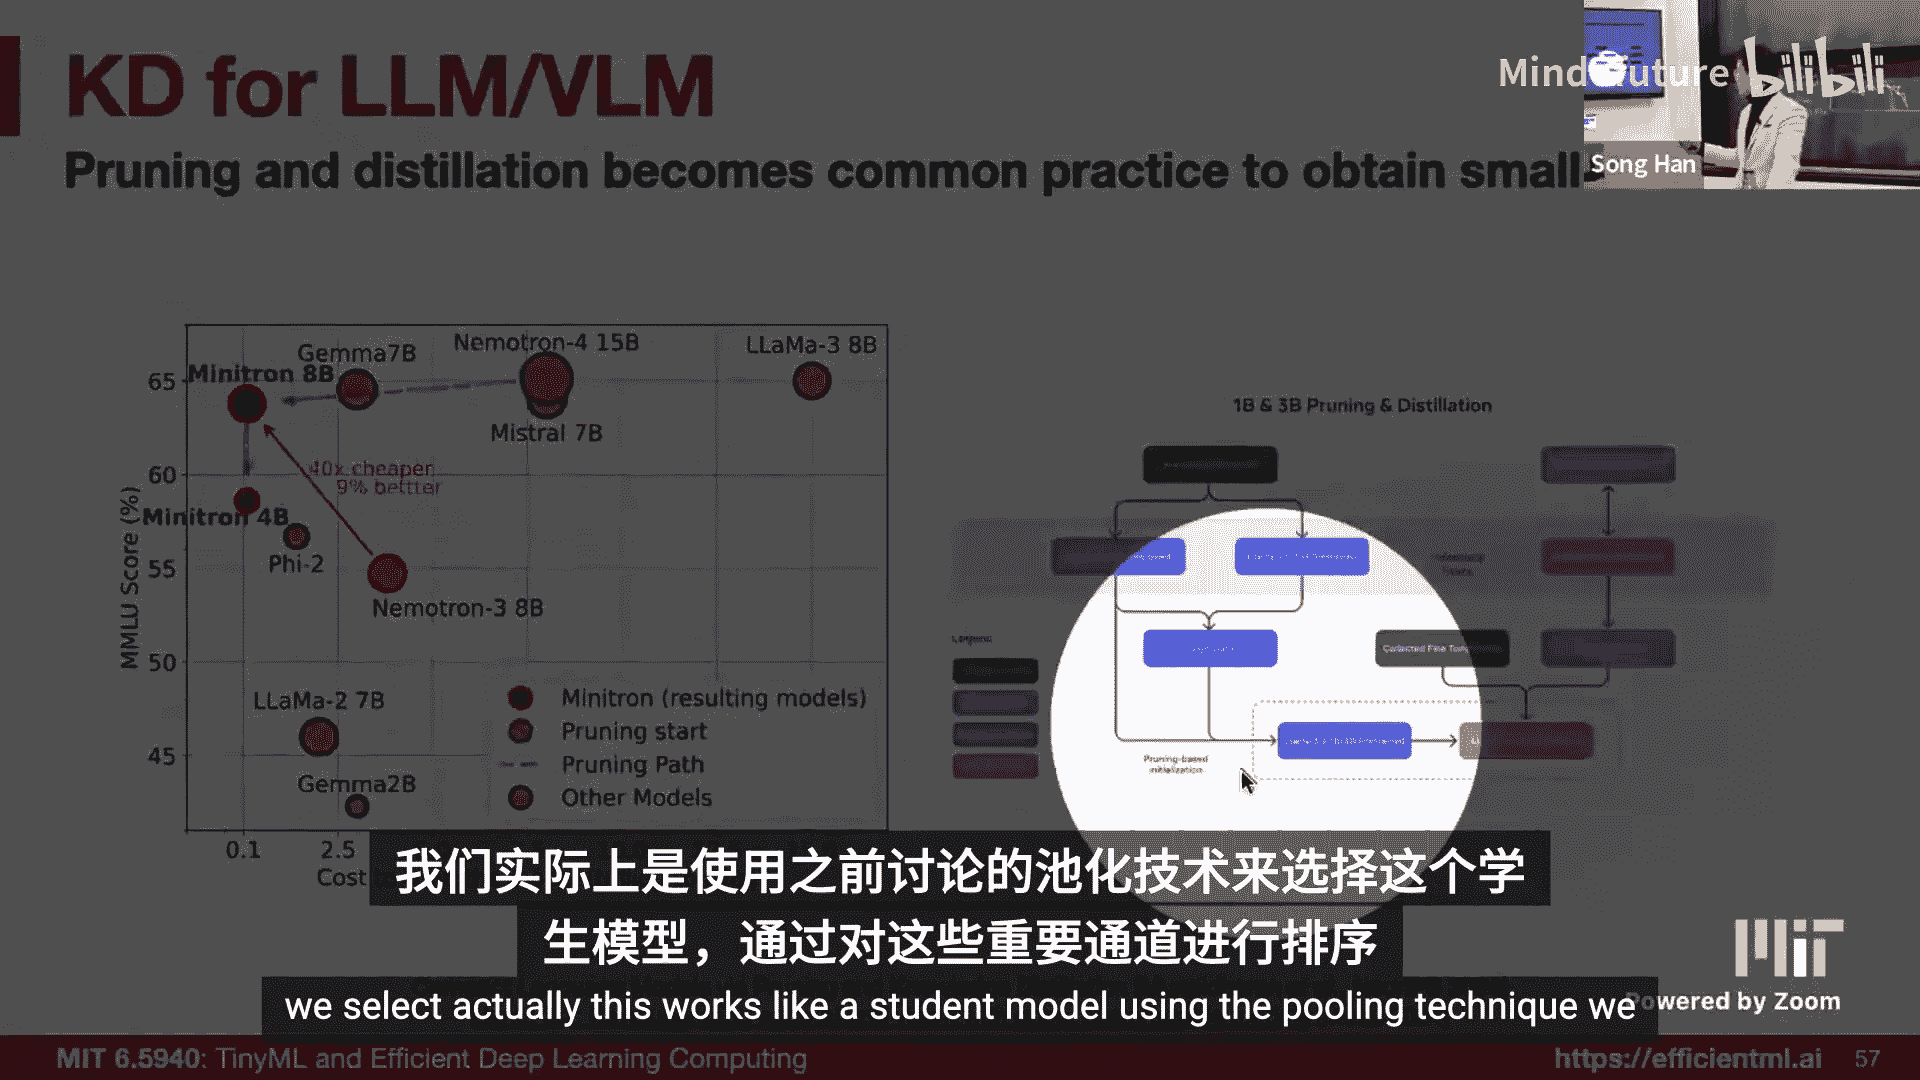 KD for LLM/VLM
Pruning and distillation becomes common practice to obtain small
bilibili
Song Han
Nemotron-4 15B
LLaMa-3 8B
Gemma7B
Minitron 8B
65
Mistral 7B
40x cheaper
9% bettter
60
Minitron 4B
Phi-2
55
Nemotron-3 8B
MMLU Score (%)
50
LLaMa-2 7B
Minitron (resulting models)
Pruning start
45
Pruning Path
Gemma2B
Other Models
0.1
2.5
Cost
1B & 3B Pruning & Distillation
Legend
Pruning-based
initialization
我们实际上是使用之前讨论的池化技术来选择这个学
生模型，通过对这些重要通道进行排序
we select actually this works like a student model using the pooling technique we
MIT
Powered by Zoom
MIT 6.5940: TinyML and Efficient Deep Learning Computing
https://efficientml.ai
57